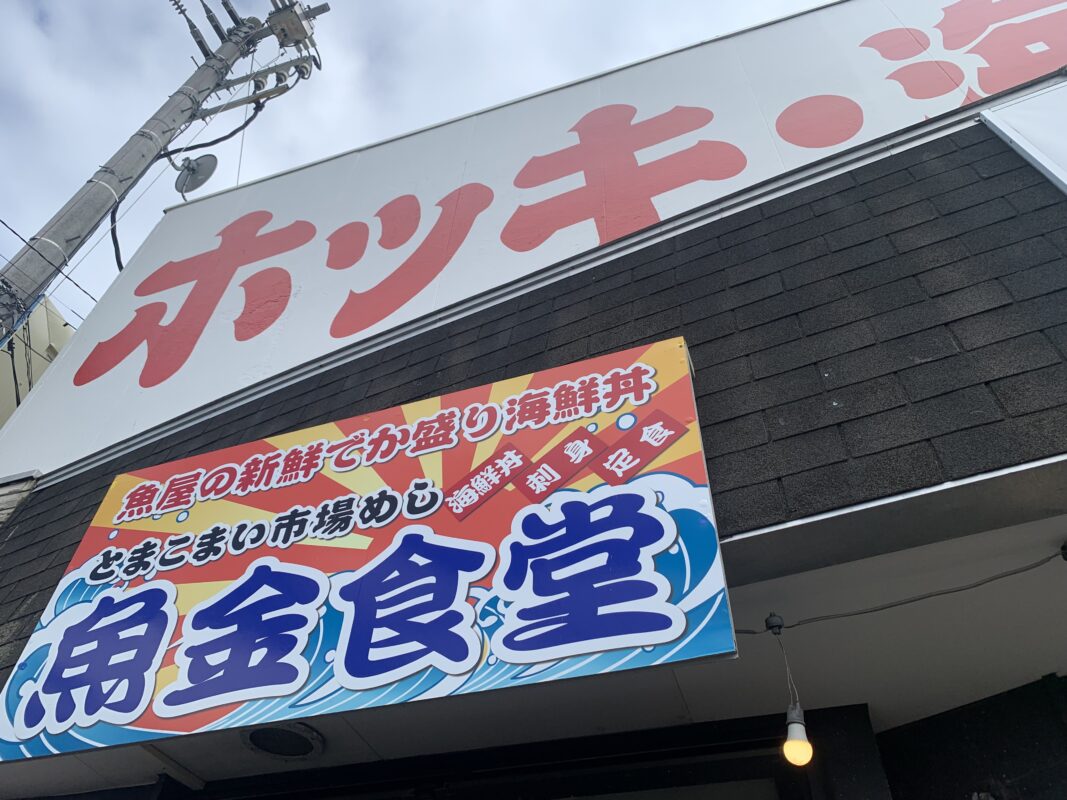 ホッキ・海
魚屋の新鮮でか盛り海鮮丼
海鮮丼 刺身 定食
とまこまい市場めし
魚金食堂